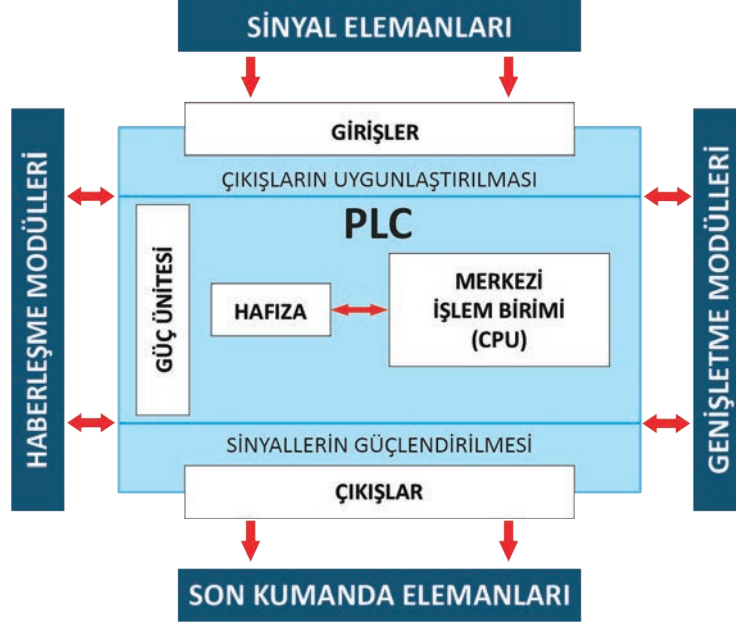 SİNYAL ELEMANLARI
GİRİŞLER
ÇIKIŞLARIN UYGUNLAŞTIRILMASI
HABERLEŞME MODÜLLERİ
PLC
GÜÇ ÜNİTESİ
HAFIZA
MERKEZİ
İŞLEM BİRİMİ
(CPU)
GENİŞLETME MODÜLLERİ
SİNYALLERİN GÜÇLENDİRİLMESİ
ÇIKIŞLAR
SON KUMANDA ELEMANLARI